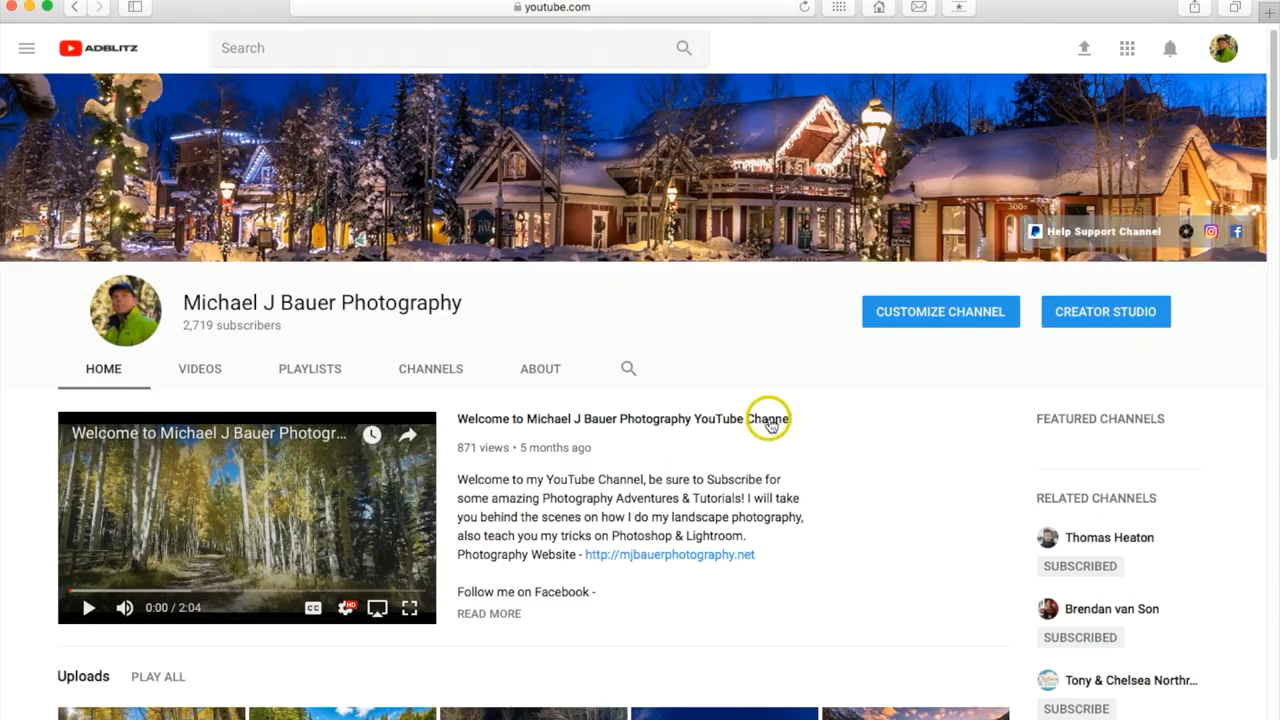 youtube.com
ADBLITZ
Search
300
Help Support Channel
Michael J Bauer Photography
2,719 subscribers
CUSTOMIZE CHANNEL
CREATOR STUDIO
HOME
VIDEOS
PLAYLISTS
CHANNELS
ABOUT
Welcome to Michael J Bauer Photogr...
0:00 / 2:04
CC
HD
Welcome to Michael J Bauer Photography YouTube Channe
871 views • 5 months ago
Welcome to my YouTube Channel, be sure to Subscribe for
some amazing Photography Adventures & Tutorials! I will take
you behind the scenes on how I do my landscape photography,
also teach you my tricks on Photoshop & Lightroom.
Photography Website - http://mjbauerphotography.net
Follow me on Facebook -
READ MORE
FEATURED CHANNELS
RELATED CHANNELS
Thomas Heaton
SUBSCRIBED
Brendan van Son
SUBSCRIBED
Tony & Chelsea Northr...
SUBSCRIBE
Uploads
PLAY ALL